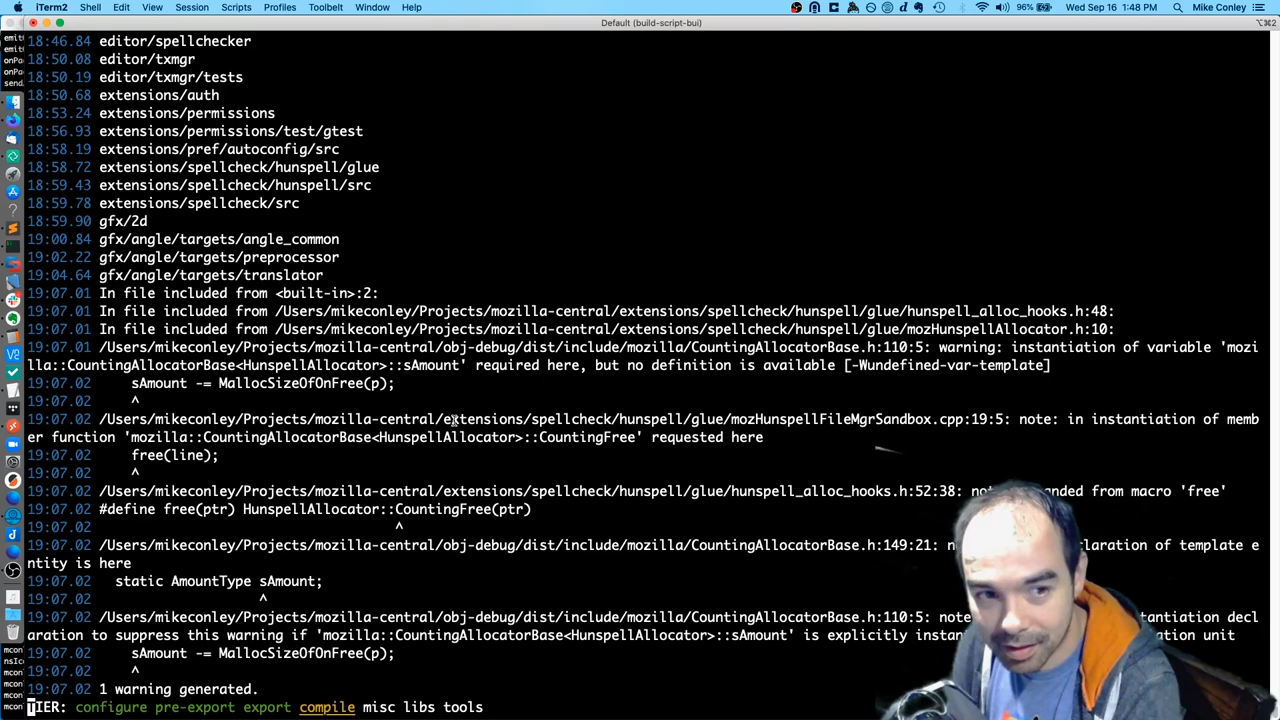 iTerm2 Shell Edit View Session Scripts Profiles Toolbelt Window Help 96% Wed Sep 16 1:48 PM Mike Conley
Default (build-script-bui) ⌥⌘2
18:46.84 editor/spellchecker
18:50.08 editor/txmgr
18:50.19 editor/txmgr/tests
18:50.68 extensions/auth
18:53.24 extensions/permissions
18:56.93 extensions/permissions/test/gtest
18:58.19 extensions/pref/autoconfig/src
18:58.72 extensions/spellcheck/hunspell/glue
18:59.43 extensions/spellcheck/hunspell/src
18:59.78 extensions/spellcheck/src
18:59.90 gfx/2d
19:00.84 gfx/angle/targets/angle_common
19:02.22 gfx/angle/targets/preprocessor
19:04.64 gfx/angle/targets/translator
19:07.01 In file included from <built-in>:2:
19:07.01 In file included from /Users/mikeconley/Projects/mozilla-central/extensions/spellcheck/hunspell/glue/hunspell_alloc_hooks.h:48:
19:07.01 In file included from /Users/mikeconley/Projects/mozilla-central/extensions/spellcheck/hunspell/glue/mozHunspellAllocator.h:10:
19:07.01 /Users/mikeconley/Projects/mozilla-central/obj-debug/dist/include/mozilla/CountingAllocatorBase.h:110:5: warning: instantiation of variable 'mozi
lla::CountingAllocatorBase<HunspellAllocator>::sAmount' required here, but no definition is available [-Wundefined-var-template]
19:07.02 sAmount -= MallocSizeOfOnFree(p);
19:07.02 ^
19:07.02 /Users/mikeconley/Projects/mozilla-central/extensions/spellcheck/hunspell/glue/mozHunspellFileMgrSandbox.cpp:19:5: note: in instantiation of memb
er function 'mozilla::CountingAllocatorBase<HunspellAllocator>::CountingFree' requested here
19:07.02 free(line);
19:07.02 ^
19:07.02 /Users/mikeconley/Projects/mozilla-central/extensions/spellcheck/hunspell/glue/hunspell_alloc_hooks.h:52:38: from macro 'free'
19:07.02 #define free(ptr) HunspellAllocator::CountingFree(ptr)
19:07.02 ^
19:07.02 /Users/mikeconley/Projects/mozilla-central/obj-debug/dist/include/mozilla/CountingAllocatorBase.h:149:21: of template e
ntity is here
19:07.02 static AmountType sAmount;
19:07.02 ^
19:07.02 /Users/mikeconley/Projects/mozilla-central/obj-debug/dist/include/mozilla/CountingAllocatorBase.h:110:5: note decl
aration to suppress this warning if 'mozilla::CountingAllocatorBase<HunspellAllocator>::sAmount' is explicitly unit
19:07.02 sAmount -= MallocSizeOfOnFree(p);
19:07.02 ^
19:07.02 1 warning generated.
TIER: configure pre-export export compile misc libs tools